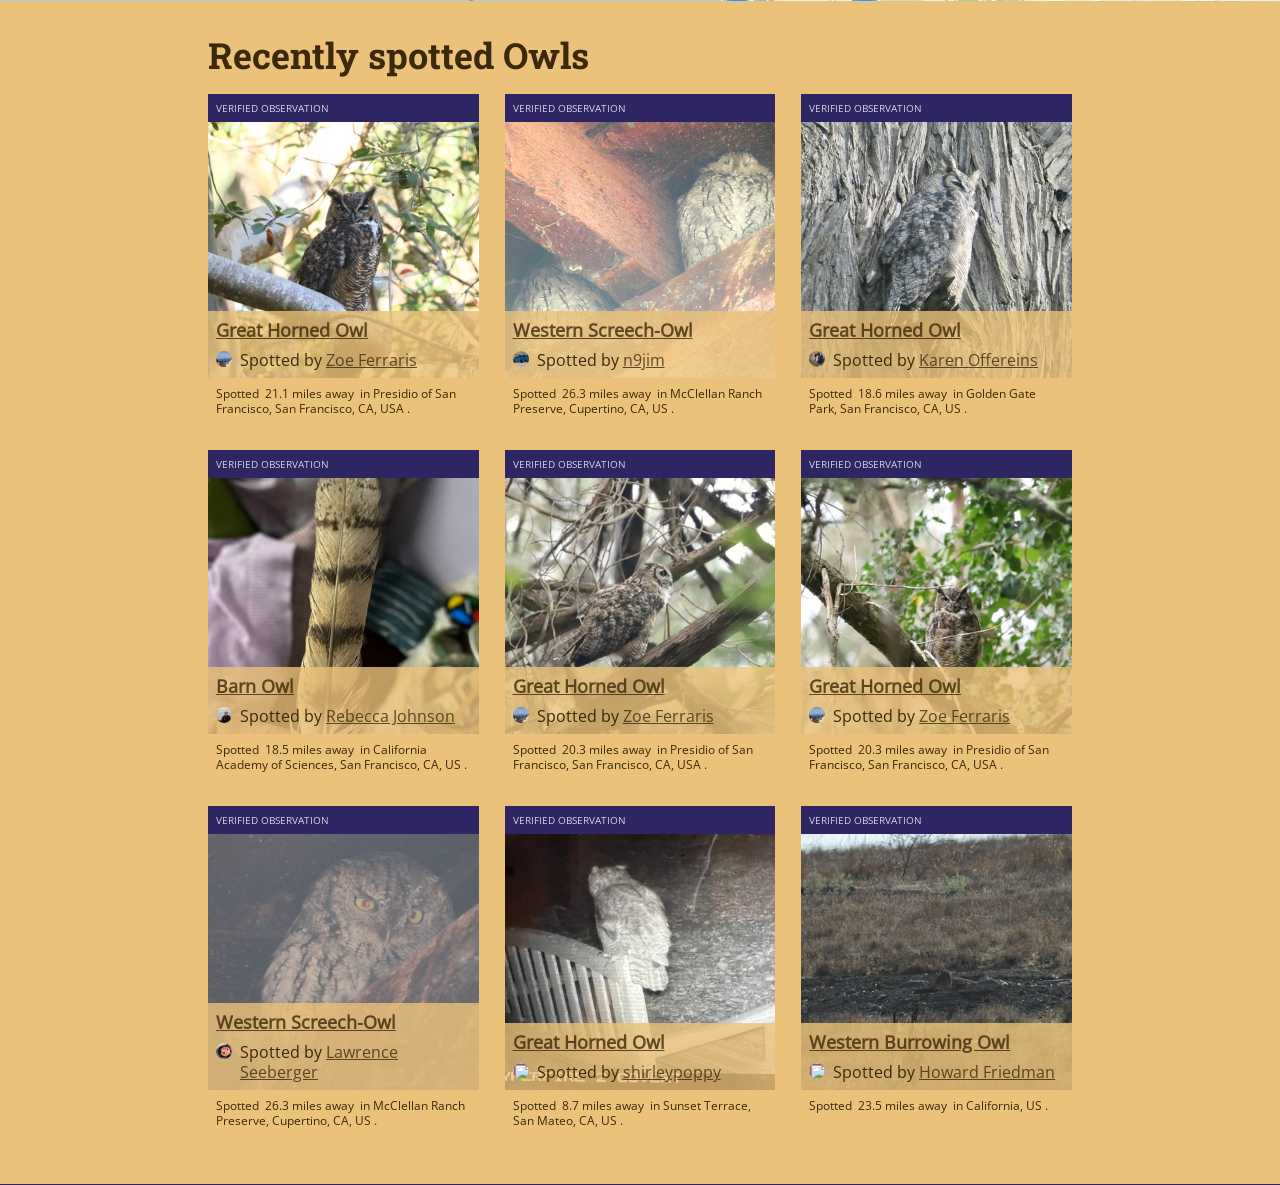 Recently spotted Owls
VERIFIED OBSERVATION
Great Horned Owl
Spotted by Zoe Ferraris
Spotted 21.1 miles away in Presidio of San
Francisco, San Francisco, CA, USA .
VERIFIED OBSERVATION
Western Screech-Owl
Spotted by n9jim
Spotted 26.3 miles away in McClellan Ranch
Preserve, Cupertino, CA, US .
VERIFIED OBSERVATION
Great Horned Owl
Spotted by Karen Offereins
Spotted 18.6 miles away in Golden Gate
Park, San Francisco, CA, US .
VERIFIED OBSERVATION
Barn Owl
Spotted by Rebecca Johnson
Spotted 18.5 miles away in California
Academy of Sciences, San Francisco, CA, US .
VERIFIED OBSERVATION
Great Horned Owl
Spotted by Zoe Ferraris
Spotted 20.3 miles away in Presidio of San
Francisco, San Francisco, CA, USA .
VERIFIED OBSERVATION
Great Horned Owl
Spotted by Zoe Ferraris
Spotted 20.3 miles away in Presidio of San
Francisco, San Francisco, CA, USA .
VERIFIED OBSERVATION
Western Screech-Owl
Spotted by Lawrence
Seeberger
Spotted 26.3 miles away in McClellan Ranch
Preserve, Cupertino, CA, US .
VERIFIED OBSERVATION
Great Horned Owl
Spotted by shirleypoppy
Spotted 8.7 miles away in Sunset Terrace,
San Mateo, CA, US .
VERIFIED OBSERVATION
Western Burrowing Owl
Spotted by Howard Friedman
Spotted 23.5 miles away in California, US .